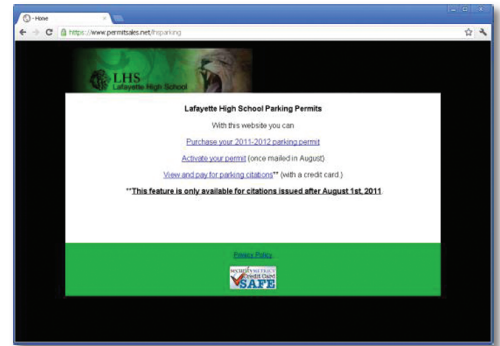 - Home
https://www.permitsales.net/lhsparking
LHS
Lafayette High School
Lafayette High School Parking Permits
With this website you can
Purchase your 2011-2012 parking permit
Activate your permit (once mailed in August)
View and pay for parking citations** (with a credit card.)
**This feature is only available for citations issued after August 1st, 2011.
Privacy Policy
Credit Card
SAFE